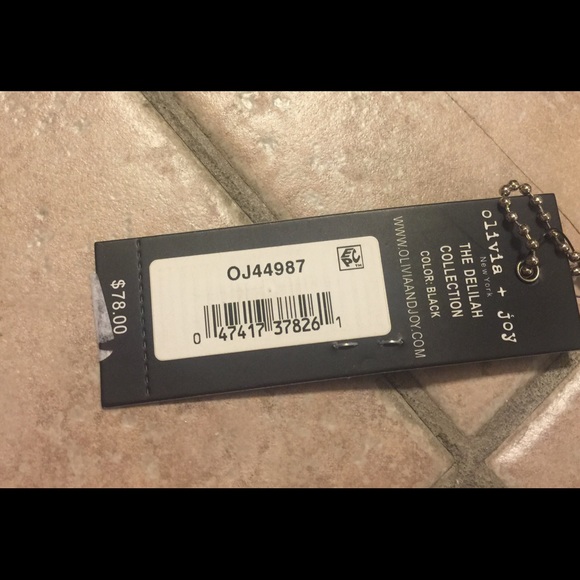 olivia + joy
New York
THE DELILAH
COLLECTION
COLOR: BLACK
WWW.OLIVIAANDJOY.COM
OJ44987
0 47417 37826 1
$78.00